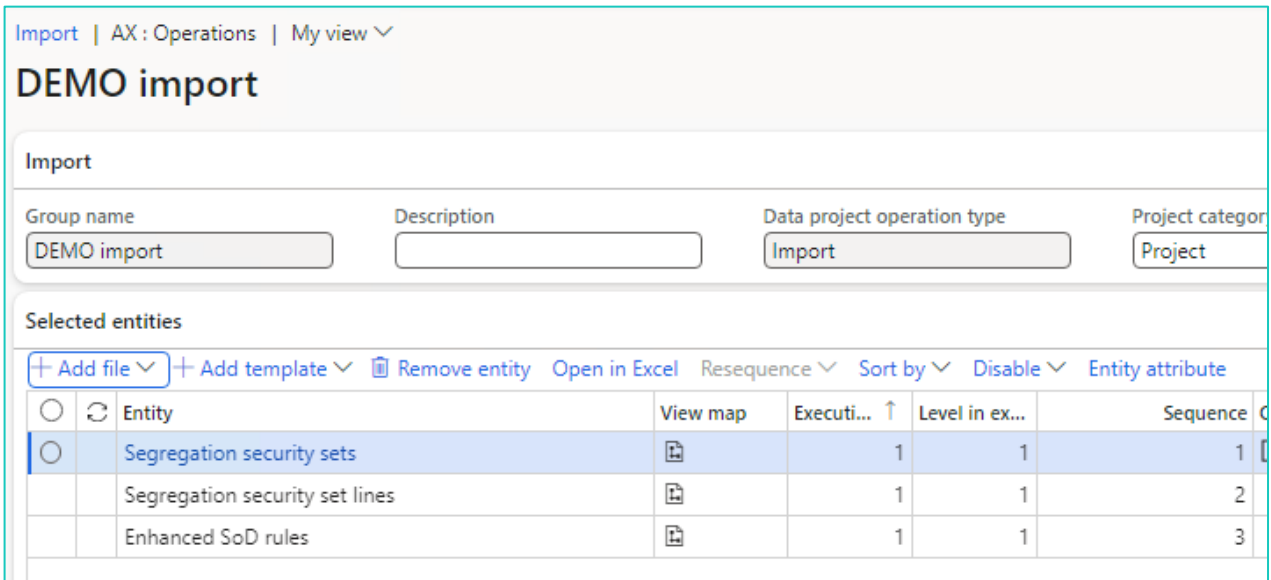 Import | AX : Operations | My view
DEMO import
Import
Group name Description Data project operation type Project categor
DEMO import Import Project
Selected entities
+ Add file + Add template Remove entity Open in Excel Resequence Sort by Disable Entity attribute
Entity View map Executi... ↑ Level in ex... Sequence
Segregation security sets 1 1 1
Segregation security set lines 1 1 2
Enhanced SoD rules 1 1 3